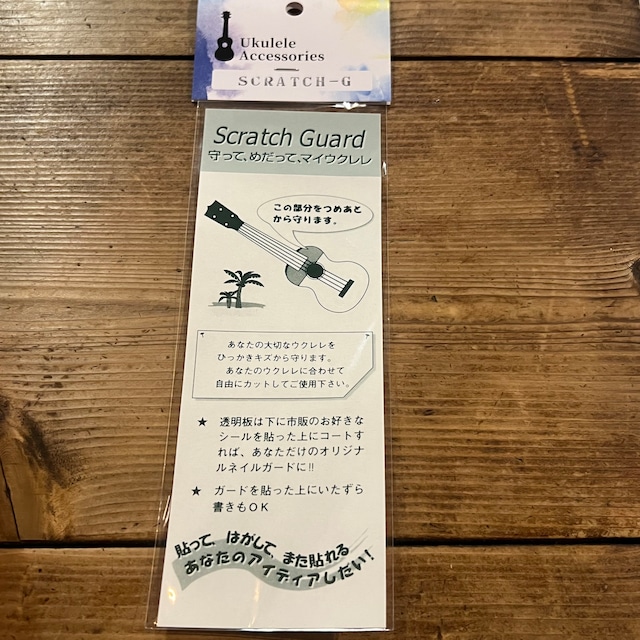 Ukulele
Accessories
SCRATCH-G
Scratch Guard
守って、めだって、マイウクレレ
この部分をつめあと
から守ります。
あなたの大切なウクレレを
ひっかきキズから守ります。
あなたのウクレレに合わせて
自由にカットしてご使用下さい。
★ 透明板は下に市販のお好きな
シールを貼った上にコートす
れば、あなただけのオリジナ
ルネイルガードに!!
★ ガードを貼った上にいたずら
書きもOK
貼って、はがして、また貼れる
あなたのアイディアしだい!